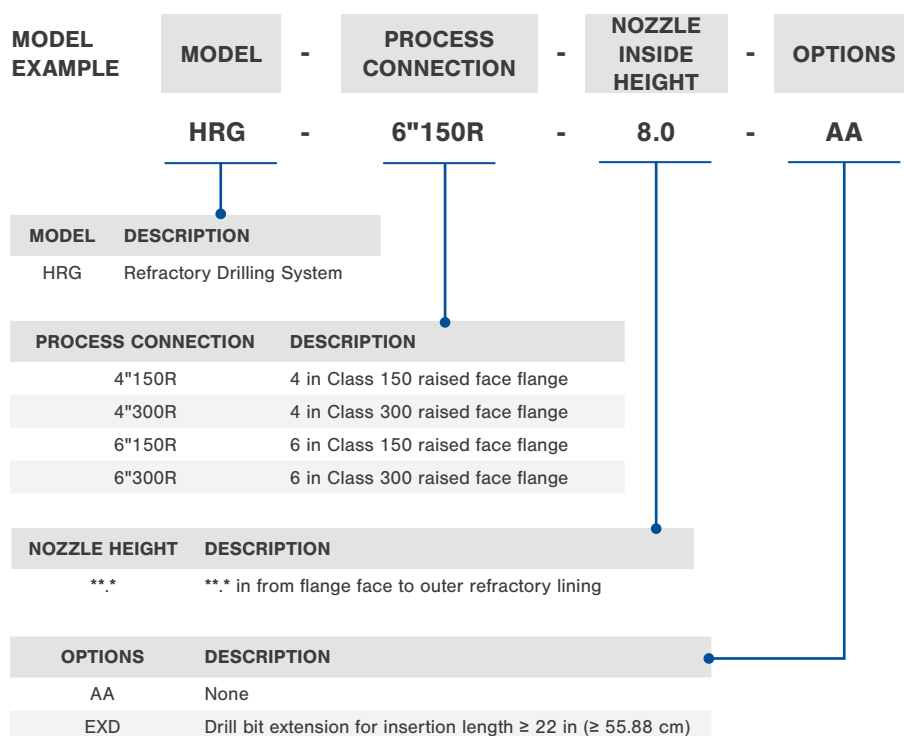 MODEL EXAMPLE MODEL - PROCESS CONNECTION - NOZZLE INSIDE HEIGHT - OPTIONS
HRG - 6"150R - 8.0 - AA
MODEL DESCRIPTION
HRG Refractory Drilling System
PROCESS CONNECTION DESCRIPTION
4"150R 4 in Class 150 raised face flange
4"300R 4 in Class 300 raised face flange
6"150R 6 in Class 150 raised face flange
6"300R 6 in Class 300 raised face flange
NOZZLE HEIGHT DESCRIPTION
**.* **.* in from flange face to outer refractory lining
OPTIONS DESCRIPTION
AA None
EXD Drill bit extension for insertion length ≥ 22 in (≥ 55.88 cm)